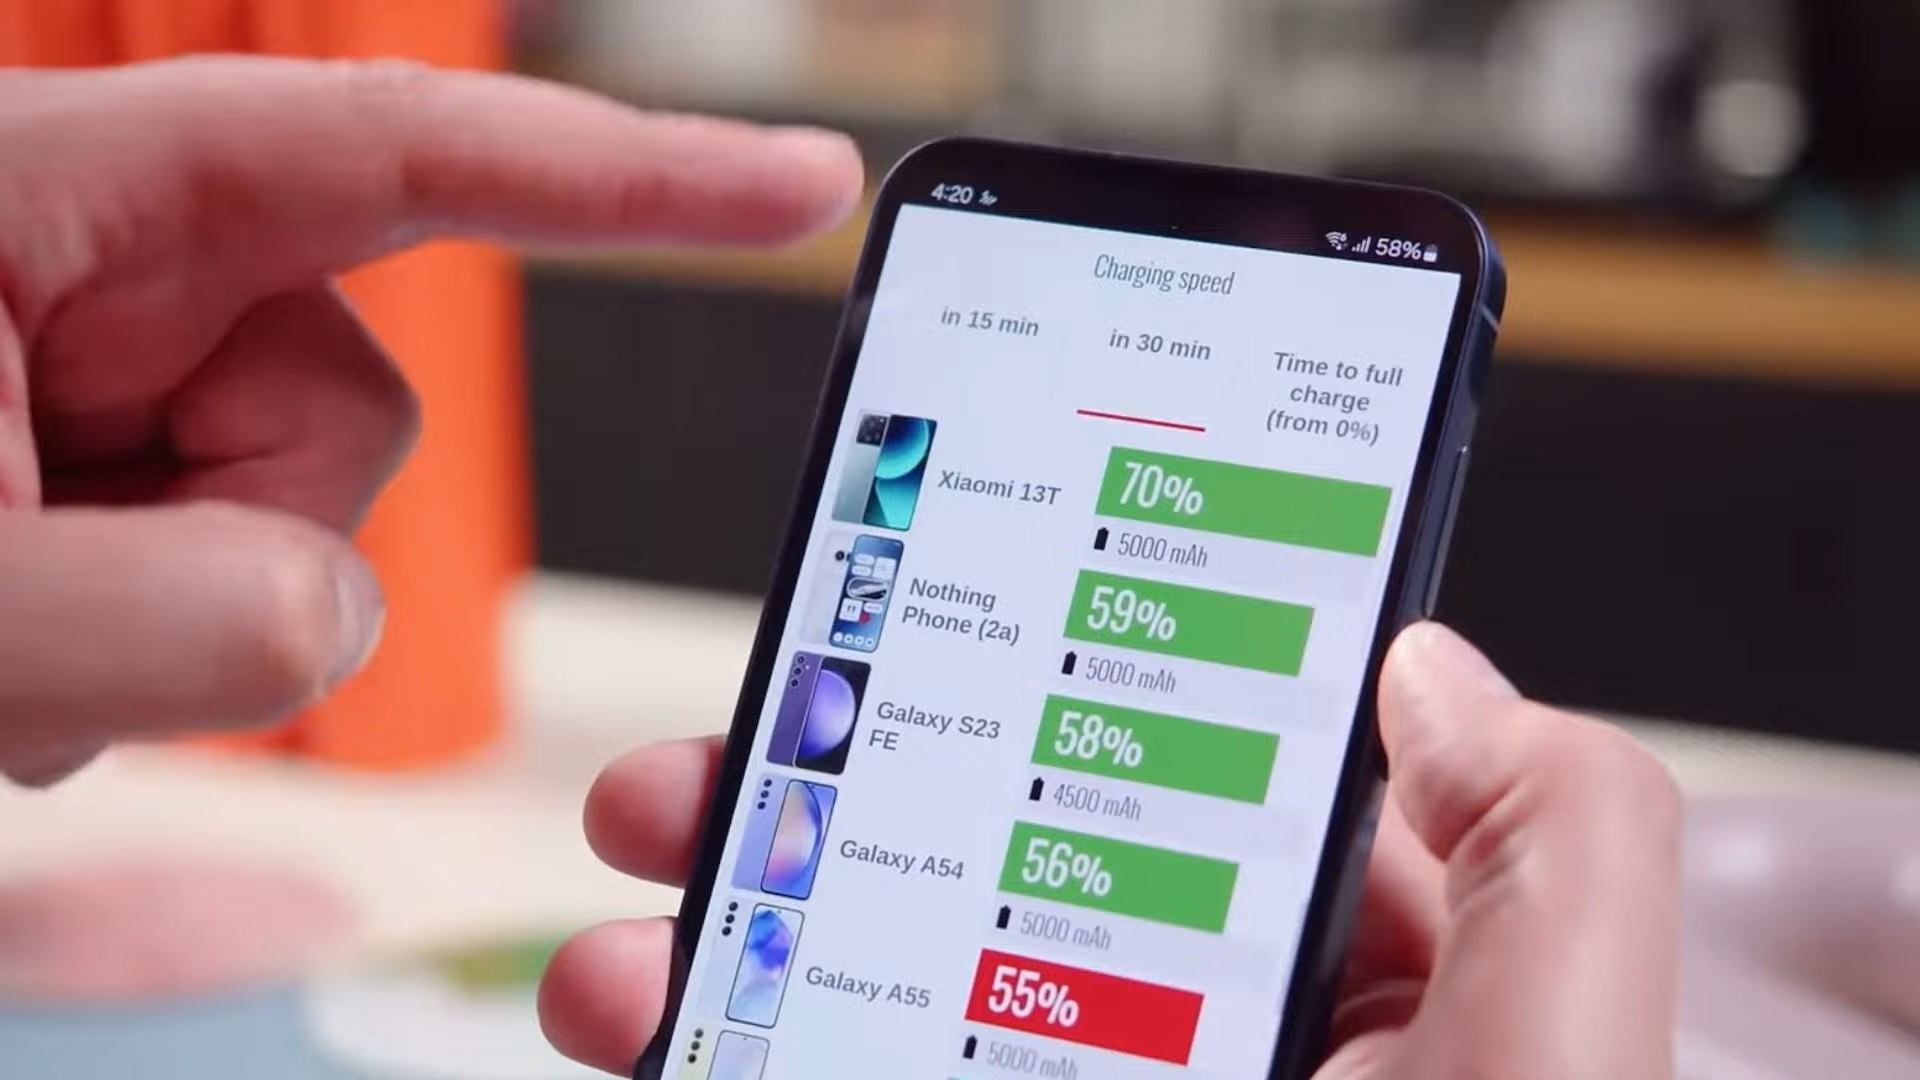 4:20
58%
Charging speed
in 15 min
in 30 min
Time to full
charge
(from 0%)
Xiaomi 13T
70%
5000 mAh
Nothing
Phone (2a)
59%
5000 mAh
Galaxy S23
FE
58%
4500 mAh
Galaxy A54
56%
5000 mAh
Galaxy A55
55%
5000 mAh